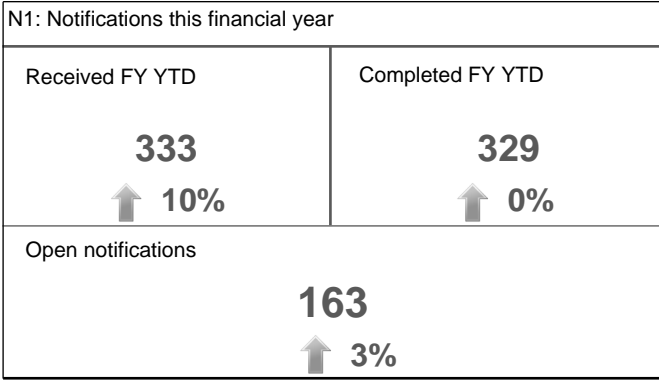 N1: Notifications this financial year
Received FY YTD
333
10%
Completed FY YTD
329
0%
Open notifications
163
3%